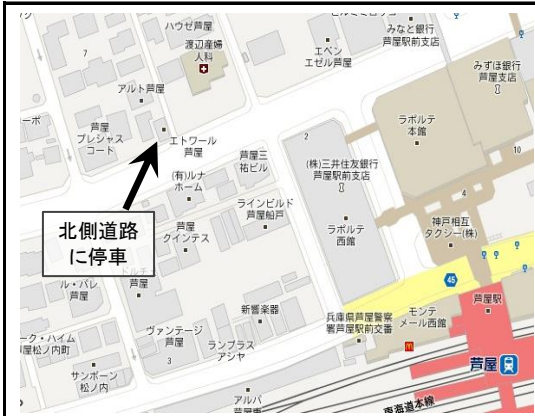 ハウゼ芦屋
渡辺産婦
人科
7
アルト芦屋
芦屋
プレシャス
コート
エトワール
芦屋
エベン
エゼル芦屋
みなと銀行
芦屋駅前支店
みずほ銀行
芦屋支店
ラポルテ
本館
10
2
(株)三井住友銀行
芦屋駅前支店
芦屋三
祐ビル
(有)ルナ
ホーム
ラインビルド
芦屋船戸
芦屋
クインテス
北側道路
に停車
ラポルテ
西館
4
神戸相互
タクシー(株)
45
芦屋駅
芦屋
ル・パレ
芦屋
新響楽器
兵庫県芦屋警察
署芦屋駅前交番
モンテ
メール西館
ヴァンテージ
芦屋
ランプラス
アシヤ
3
芦屋松ノ内町
サンボーン
松ノ内
芦屋
アルパ
東海道本線